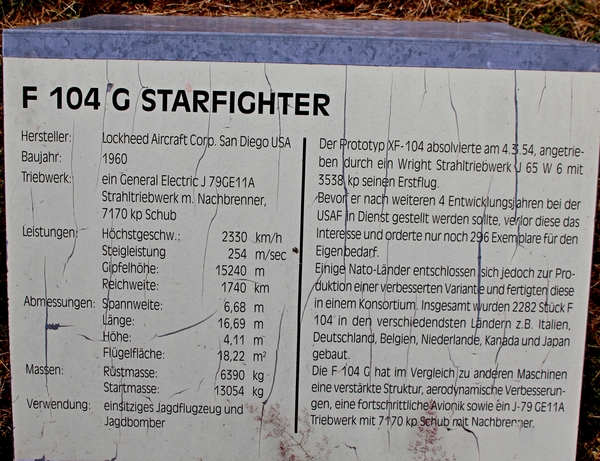 F 104 G STARFIGHTER
Hersteller: Lockheed Aircraft Corp. San Diego USA
Baujahr: 1960
Triebwerk: ein General Electric J 79GE11A
Strahltriebwerk m. Nachbrenner,
7170 kp Schub
Leistungen: Höchstgeschw.: 2330 km/h
Steigleistung 254 m/sec
Gipfelhöhe: 15240 m
Reichweite: 1740 km
Abmessungen: Spannweite: 6,68 m
Länge: 16,69 m
Höhe: 4,11 m
Flügelfläche: 18,22 m²
Massen: Rüstmasse: 6390 kg
Startmasse: 13054 kg
Verwendung: einsitziges Jagdflugzeug und
Jagdbomber
Der Prototyp XF-104 absolvierte am 4.3.54, angetrie-
ben durch ein Wright Strahltriebwerk J 65 W 6 mit
3538 kp seinen Erstflug.
Bevor er nach weiteren 4 Entwicklungsjahren bei der
USAF in Dienst gestellt werden sollte, verlor diese das
Interesse und orderte nur noch 296 Exemplare für den
Eigenbedarf.
Einige Nato-Länder entschlossen sich jedoch zur Pro-
duktion einer verbesserten Variante und fertigten diese
in einem Konsortium. Insgesamt wurden 2282 Stück F
104 in den verschiedendsten Ländern z.B. Italien,
Deutschland, Belgien, Niederlande, Kanada und Japan
gebaut.
Die F 104 G hat im Vergleich zu anderen Maschinen
eine verstärkte Struktur, aerodynamische Verbesserun-
gen, eine fortschrittliche Avionik sowie ein J-79 GE11A
Triebwerk mit 7170 kp Schub mit Nachbrenner.